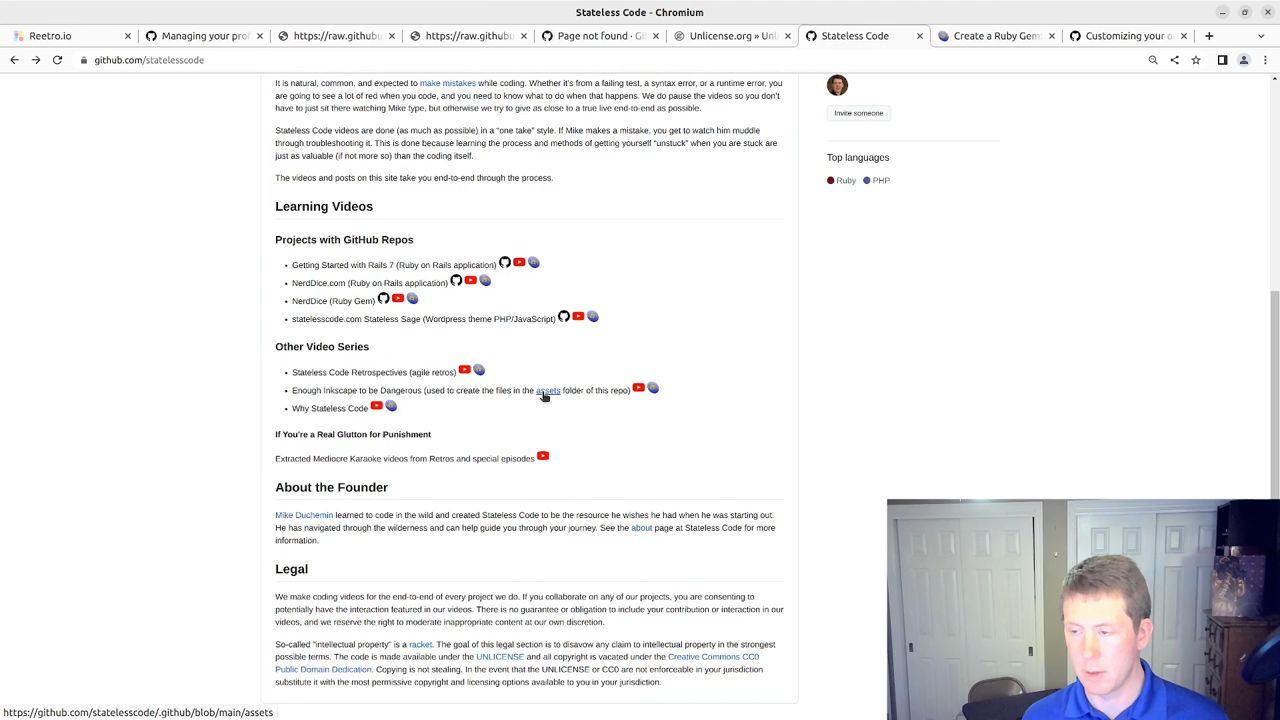 Stateless Code - Chromium
Reetro.io
Managing your pro
https://raw.githubu
https://raw.githubu
Page not found · Gi
Unlicense.org » Unl
Stateless Code
Create a Ruby Gem:
Customizing your o
github.com/statelesscode
It is natural, common, and expected to make mistakes while coding. Whether it's from a failing test, a syntax error, or a runtime error, you
are going to see a lot of red when you code, and you need to know what to do when that happens. We do pause the videos so you don't
have to just sit there watching Mike type, but otherwise we try to give as close to a true live end-to-end as possible.
Stateless Code videos are done (as much as possible) in a "one take" style. If Mike makes a mistake, you get to watch him muddle
through troubleshooting it. This is done because learning the process and methods of getting yourself "unstuck" when you are stuck are
just as valuable (if not more so) than the coding itself.
The videos and posts on this site take you end-to-end through the process.
Learning Videos
Projects with GitHub Repos
• Getting Started with Rails 7 (Ruby on Rails application)
• NerdDice.com (Ruby on Rails application)
• NerdDice (Ruby Gem)
• statelesscode.com Stateless Sage (Wordpress theme PHP/JavaScript)
Other Video Series
• Stateless Code Retrospectives (agile retros)
• Enough Inkscape to be Dangerous (used to create the files in the assets folder of this repo)
• Why Stateless Code
If You're a Real Glutton for Punishment
Extracted Mediocre Karaoke videos from Retros and special episodes
About the Founder
Mike Duchemin learned to code in the wild and created Stateless Code to be the resource he wishes he had when he was starting out.
He has navigated through the wilderness and can help guide you through your journey. See the about page at Stateless Code for more
information.
Legal
We make coding videos for the end-to-end of every project we do. If you collaborate on any of our projects, you are consenting to
potentially have the interaction featured in our videos. There is no guarantee or obligation to include your contribution or interaction in our
videos, and we reserve the right to moderate inappropriate content at our own discretion.
So-called "intellectual property" is a racket. The goal of this legal section is to disavow any claim to intellectual property in the strongest
possible terms. The code is made available under the UNLICENSE and all copyright is vacated under the Creative Commons CC0
Public Domain Dedication. Copying is not stealing. In the event that the UNLICENSE or CC0 are not enforceable in your jurisdiction
substitute it with the most permissive copyright and licensing options available to you in your jurisdiction.
Invite someone
Top languages
Ruby
PHP
https://github.com/statelesscode/.github/blob/main/assets